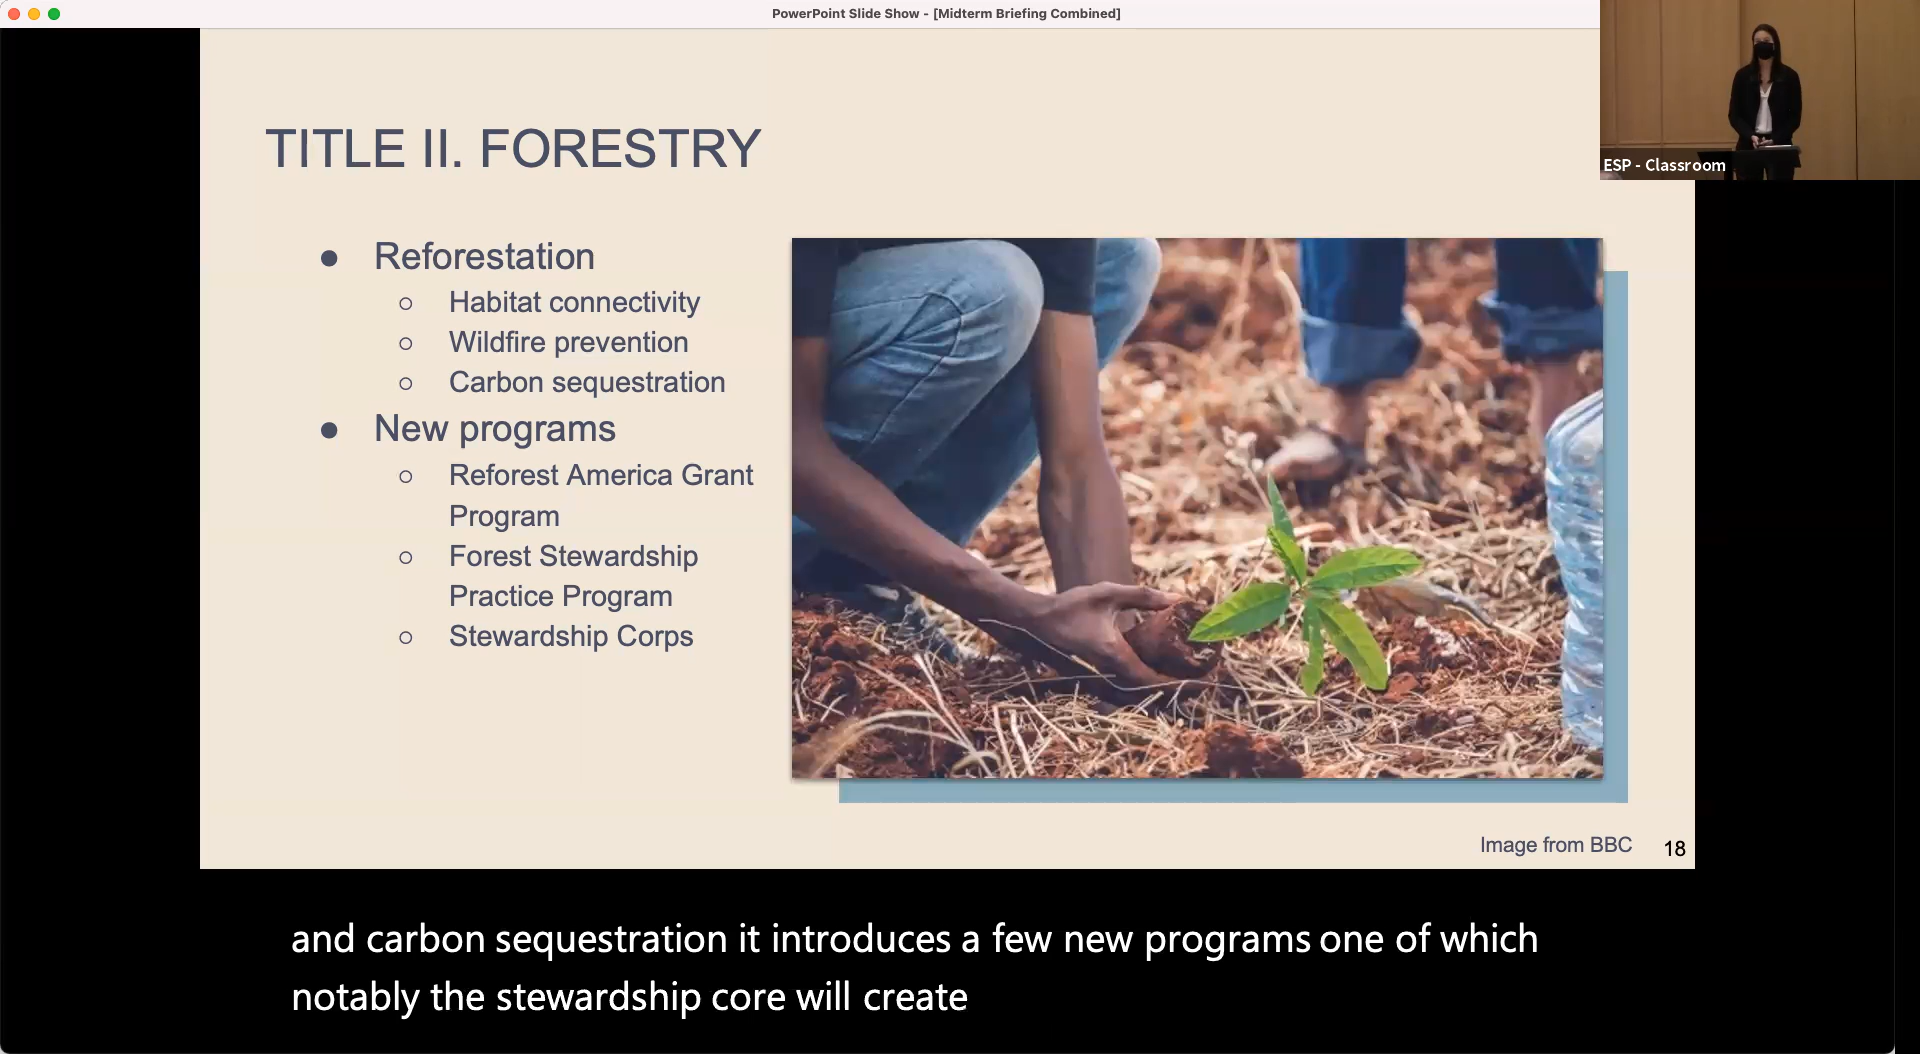 PowerPoint Slide Show - [Midterm Briefing Combined]
ESP - Classroom
TITLE II. FORESTRY
● Reforestation
○ Habitat connectivity
○ Wildfire prevention
○ Carbon sequestration
● New programs
○ Reforest America Grant
Program
○ Forest Stewardship
Practice Program
○ Stewardship Corps
Image from BBC
18
and carbon sequestration it introduces a few new programs one of which
notably the stewardship core will create